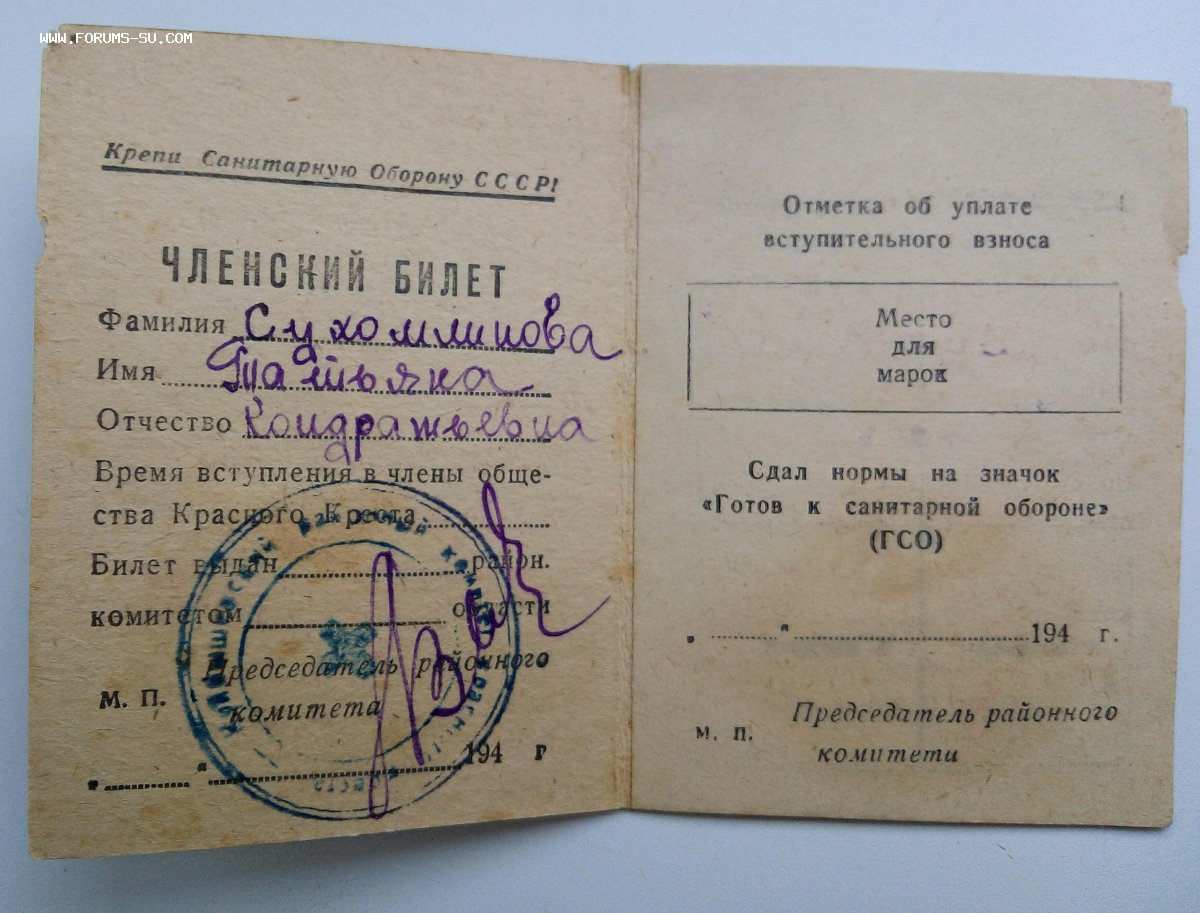 WWW.FORUMS-SU.COM
Крепи Санитарную Оборону СССР!
ЧЛЕНСКИЙ БИЛЕТ
Фамилия Сухомлинова
Имя Татьяна
Отчество Кондратьевна
Время вступления в члены обще-
ства Красного Креста
Билет выдан район.
комитетом области
Председатель районного
М. П. комитета
„ “ 194 г
Отметка об уплате
вступительного взноса
Место
для
марок
Сдал нормы на значок
«Готов к санитарной обороне»
(ГСО)
„ “ 194 г.
Председатель районного
м. п. комитети